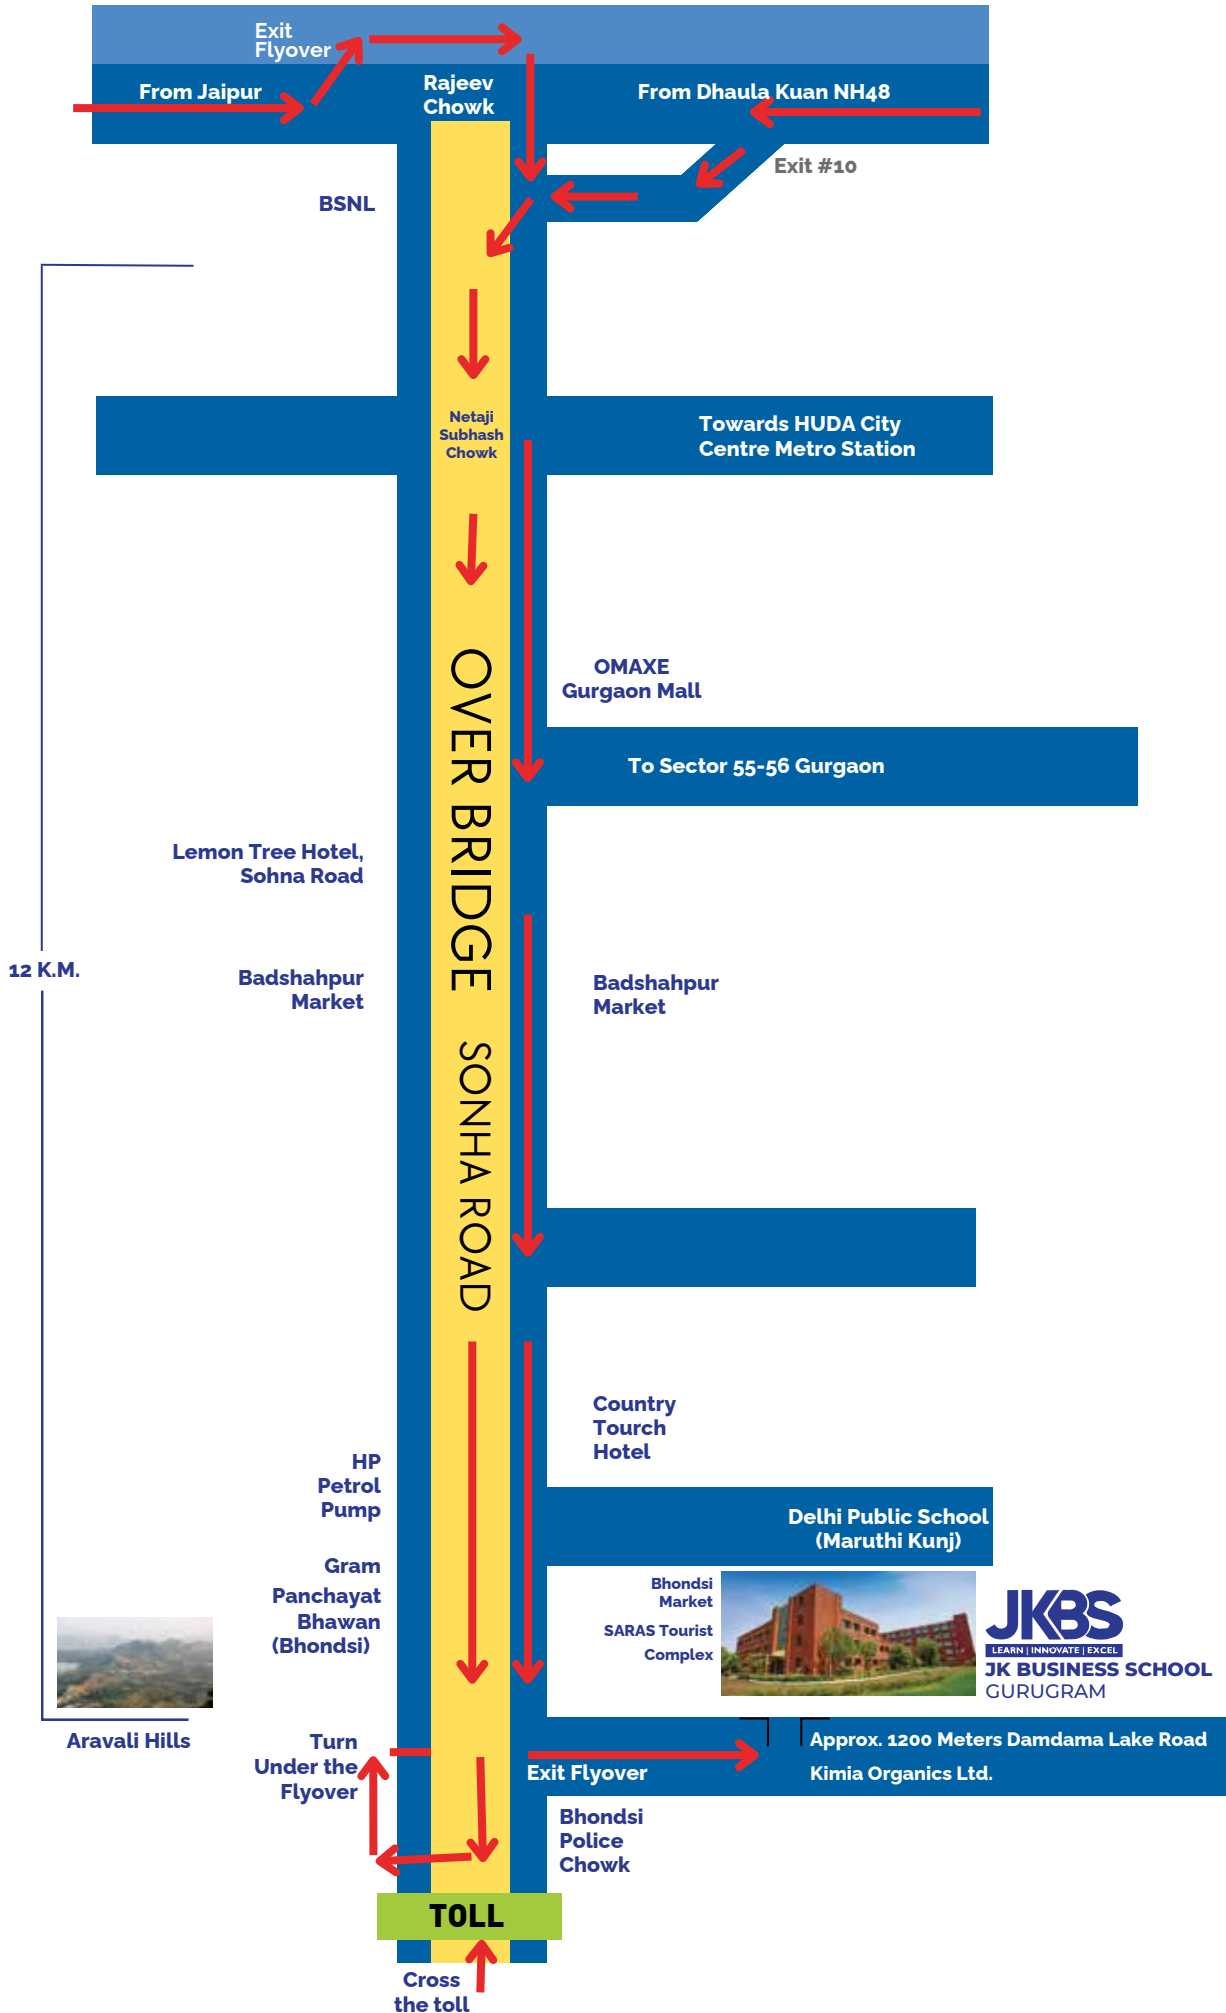 Exit
Flyover
From Jaipur
Rajeev
Chowk
From Dhaula Kuan NH48
Exit #10
BSNL
Netaji
Subhash
Chowk
Towards HUDA City
Centre Metro Station
OVER BRIDGE
OMAXE
Gurgaon Mall
To Sector 55-56 Gurgaon
Lemon Tree Hotel,
Sohna Road
12 K.M.
Badshahpur
Market
Badshahpur
Market
SONHA ROAD
Country
Tourch
Hotel
HP
Petrol
Pump
Delhi Public School
(Maruthi Kunj)
Gram
Panchayat
Bhawan
(Bhondsi)
Bhondsi
Market
SARAS Tourist
Complex
JKBS
LEARN | INNOVATE | EXCEL
JK BUSINESS SCHOOL
GURUGRAM
Aravali Hills
Turn
Under the
Flyover
Exit Flyover
Approx. 1200 Meters Damdama Lake Road
Kimia Organics Ltd.
Bhondsi
Police
Chowk
TOLL
Cross
the toll